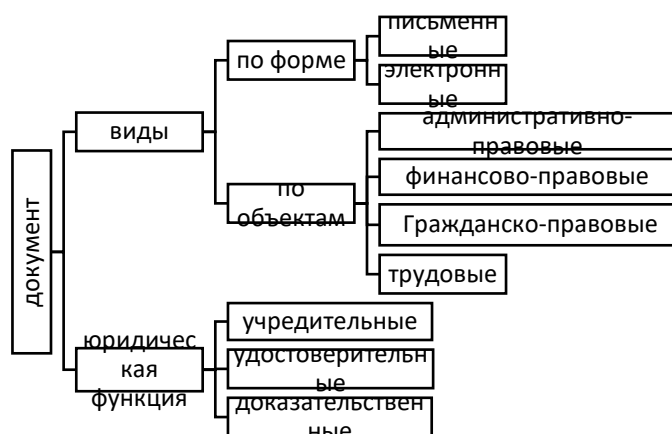 документ
виды
по форме
письменн
ые
электронн
ые
по
объектам
административно-
правовые
финансово-правовые
Гражданско-правовые
трудовые
юридичес
кая
функция
учредительные
удостоверительн
ые
доказательствен
ные